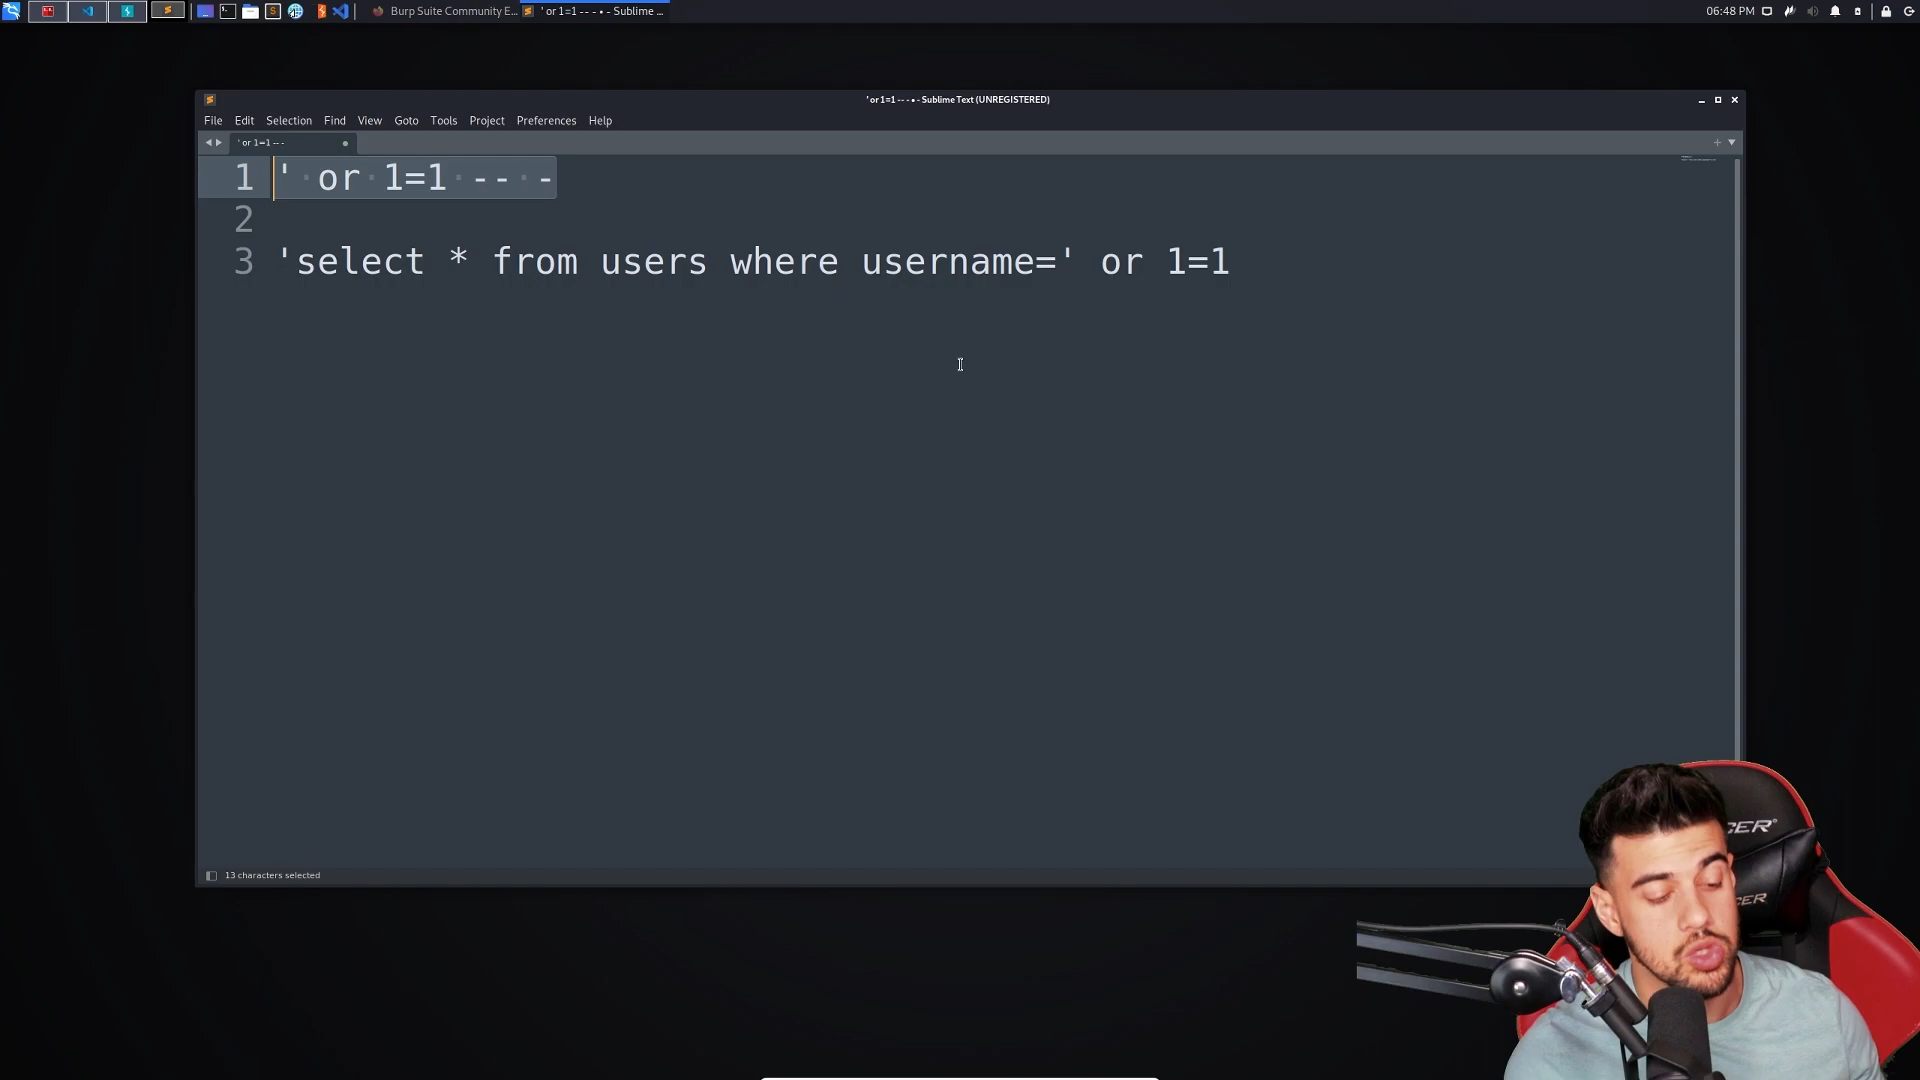 06:48 PM
Burp Suite Community E...
' or 1=1 -- - • - Sublime ...
' or 1=1 -- - • - Sublime Text (UNREGISTERED)
File Edit Selection Find View Goto Tools Project Preferences Help
' or 1=1 -- -
1 ' or 1=1 -- -
2
3 'select * from users where username=' or 1=1
13 characters selected
CER
CER